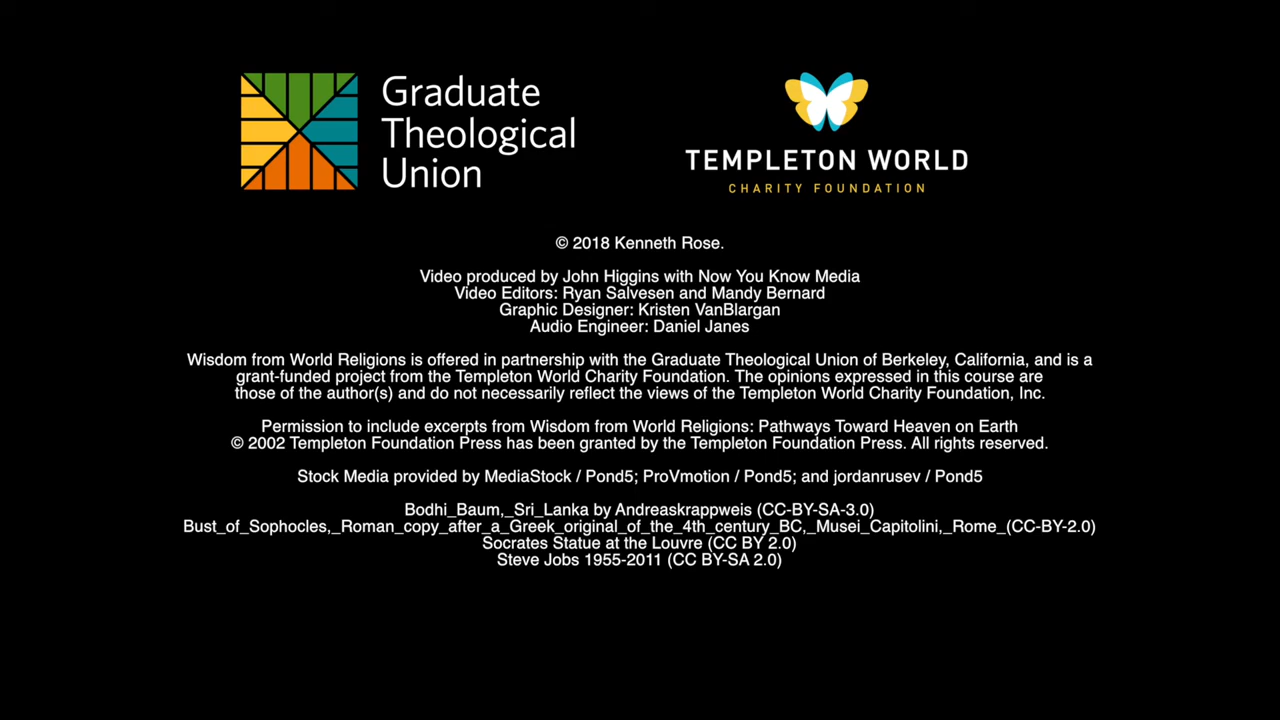 Graduate
Theological
Union
TEMPLETON WORLD
CHARITY FOUNDATION
© 2018 Kenneth Rose.
Video produced by John Higgins with Now You Know Media
Video Editors: Ryan Salvesen and Mandy Bernard
Graphic Designer: Kristen VanBlargan
Audio Engineer: Daniel Janes
Wisdom from World Religions is offered in partnership with the Graduate Theological Union of Berkeley, California, and is a
grant-funded project from the Templeton World Charity Foundation. The opinions expressed in this course are
those of the author(s) and do not necessarily reflect the views of the Templeton World Charity Foundation, Inc.
Permission to include excerpts from Wisdom from World Religions: Pathways Toward Heaven on Earth
© 2002 Templeton Foundation Press has been granted by the Templeton Foundation Press. All rights reserved.
Stock Media provided by MediaStock / Pond5; ProVmotion / Pond5; and jordanrusev / Pond5
Bodhi_Baum,_Sri_Lanka by Andreaskrappweis (CC-BY-SA-3.0)
Bust_of_Sophocles,_Roman_copy_after_a_Greek_original_of_the_4th_century_BC,_Musei_Capitolini,_Rome_(CC-BY-2.0)
Socrates Statue at the Louvre (CC BY 2.0)
Steve Jobs 1955-2011 (CC BY-SA 2.0)